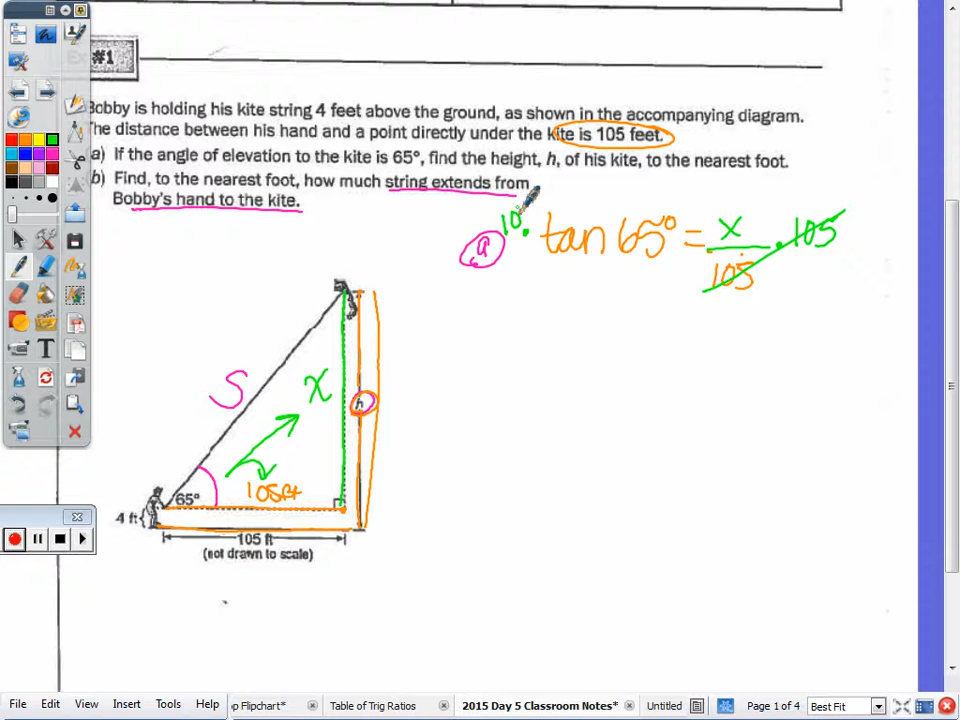 #1
Bobby is holding his kite string 4 feet above the ground, as shown in the accompanying diagram.
The distance between his hand and a point directly under the kite is 105 feet.
a) If the angle of elevation to the kite is 65°, find the height, h, of his kite, to the nearest foot.
b) Find, to the nearest foot, how much string extends from
Bobby's hand to the kite.
a 10 · tan 65° = x/105 · 105
S
x
h
65°
105ft
4 ft
105 ft
(not drawn to scale)
File Edit View Insert Tools Help
p Flipchart* Table of Trig Ratios 2015 Day 5 Classroom Notes* Untitled Page 1 of 4 Best Fit